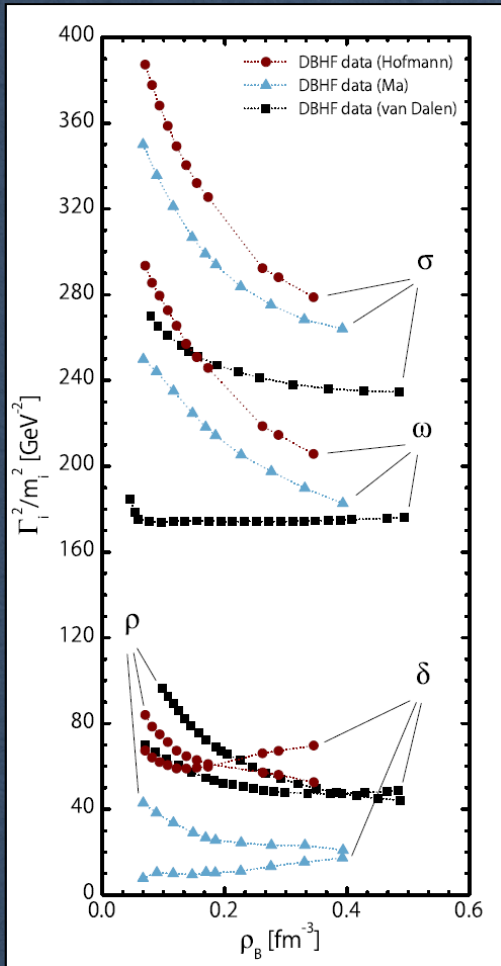 400
360
320
280
240
200
160
120
80
40
0
0.0
0.2
0.4
0.6
Γᵢ²/mᵢ² [GeV⁻²]
ρ_B [fm⁻³]
DBHF data (Hofmann)
DBHF data (Ma)
DBHF data (van Dalen)
σ
ω
ρ
δ